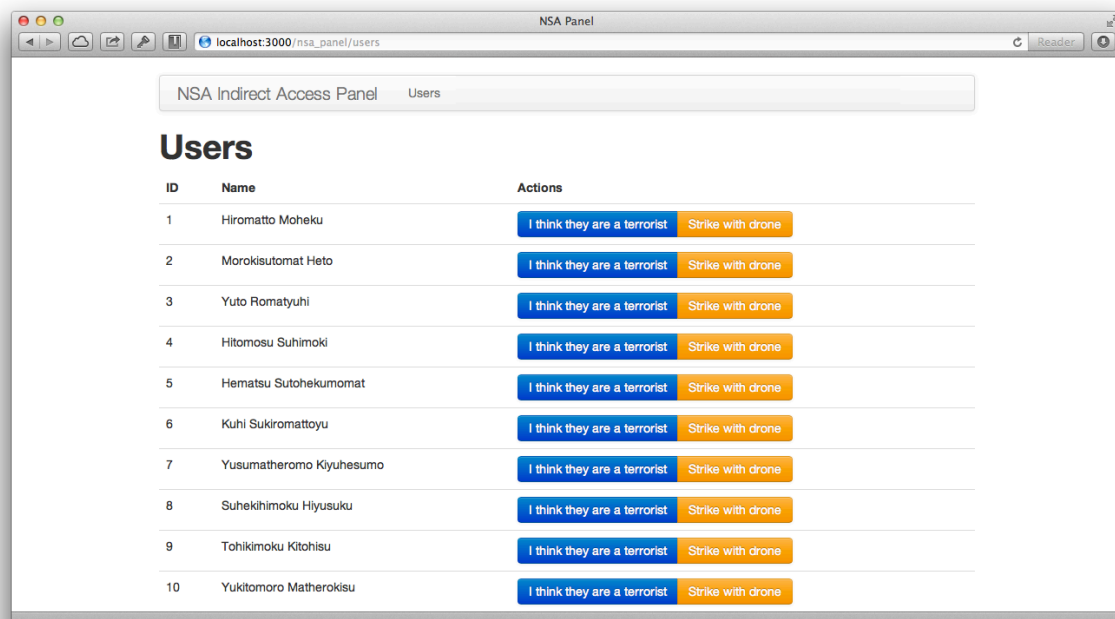 NSA Panel
localhost:3000/nsa_panel/users
Reader
NSA Indirect Access Panel Users
Users
ID Name Actions
1 Hiromatto Moheku I think they are a terrorist Strike with drone
2 Morokisutomat Heto I think they are a terrorist Strike with drone
3 Yuto Romatyuhi I think they are a terrorist Strike with drone
4 Hitomosu Suhimoki I think they are a terrorist Strike with drone
5 Hematsu Sutohekumomat I think they are a terrorist Strike with drone
6 Kuhi Sukiromattoyu I think they are a terrorist Strike with drone
7 Yusumatheromo Kiyuhesumo I think they are a terrorist Strike with drone
8 Suhekihimoku Hiyusuku I think they are a terrorist Strike with drone
9 Tohikimoku Kitohisu I think they are a terrorist Strike with drone
10 Yukitomoro Matherokisu I think they are a terrorist Strike with drone